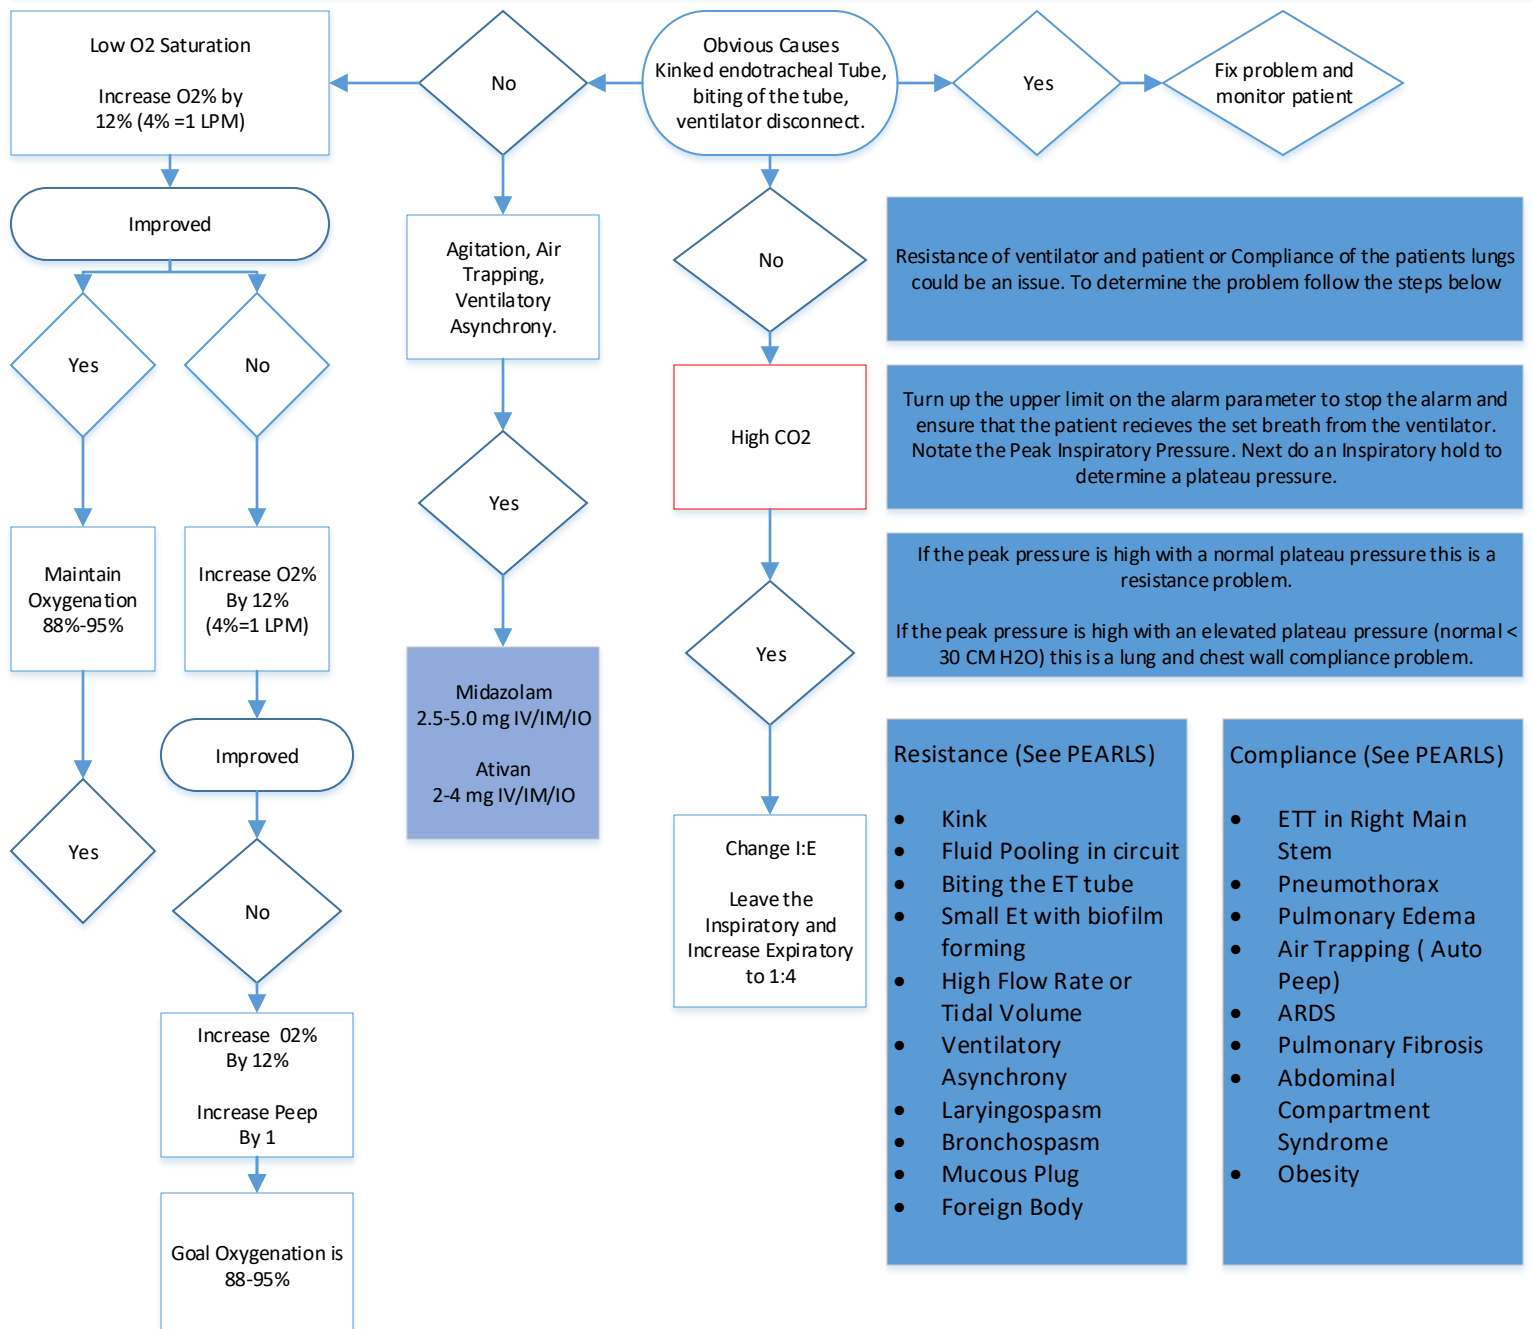 Low O2 Saturation
Increase O2% by
12% (4% =1 LPM)
No
Obvious Causes
Kinked endotracheal Tube,
biting of the tube,
ventilator disconnect.
Yes
Fix problem and
monitor patient
Improved
Yes
No
Maintain
Oxygenation
88%-95%
Yes
Increase O2%
By 12%
(4%=1 LPM)
Improved
No
Increase 02%
By 12%
Increase Peep
By 1
Goal Oxygenation is
88-95%
Agitation, Air
Trapping,
Ventilatory
Asynchrony.
Yes
Midazolam
2.5-5.0 mg IV/IM/IO
Ativan
2-4 mg IV/IM/IO
No
High CO2
Yes
Change I:E
Leave the
Inspiratory and
Increase Expiratory
to 1:4
Resistance of ventilator and patient or Compliance of the patients lungs
could be an issue. To determine the problem follow the steps below
Turn up the upper limit on the alarm parameter to stop the alarm and
ensure that the patient recieves the set breath from the ventilator.
Notate the Peak Inspiratory Pressure. Next do an Inspiratory hold to
determine a plateau pressure.
If the peak pressure is high with a normal plateau pressure this is a
resistance problem.
If the peak pressure is high with an elevated plateau pressure (normal <
30 CM H2O) this is a lung and chest wall compliance problem.
Resistance (See PEARLS)
• Kink
• Fluid Pooling in circuit
• Biting the ET tube
• Small Et with biofilm
forming
• High Flow Rate or
Tidal Volume
• Ventilatory
Asynchrony
• Laryingospasm
• Bronchospasm
• Mucous Plug
• Foreign Body
Compliance (See PEARLS)
• ETT in Right Main
Stem
• Pneumothorax
• Pulmonary Edema
• Air Trapping ( Auto
Peep)
• ARDS
• Pulmonary Fibrosis
• Abdominal
Compartment
Syndrome
• Obesity